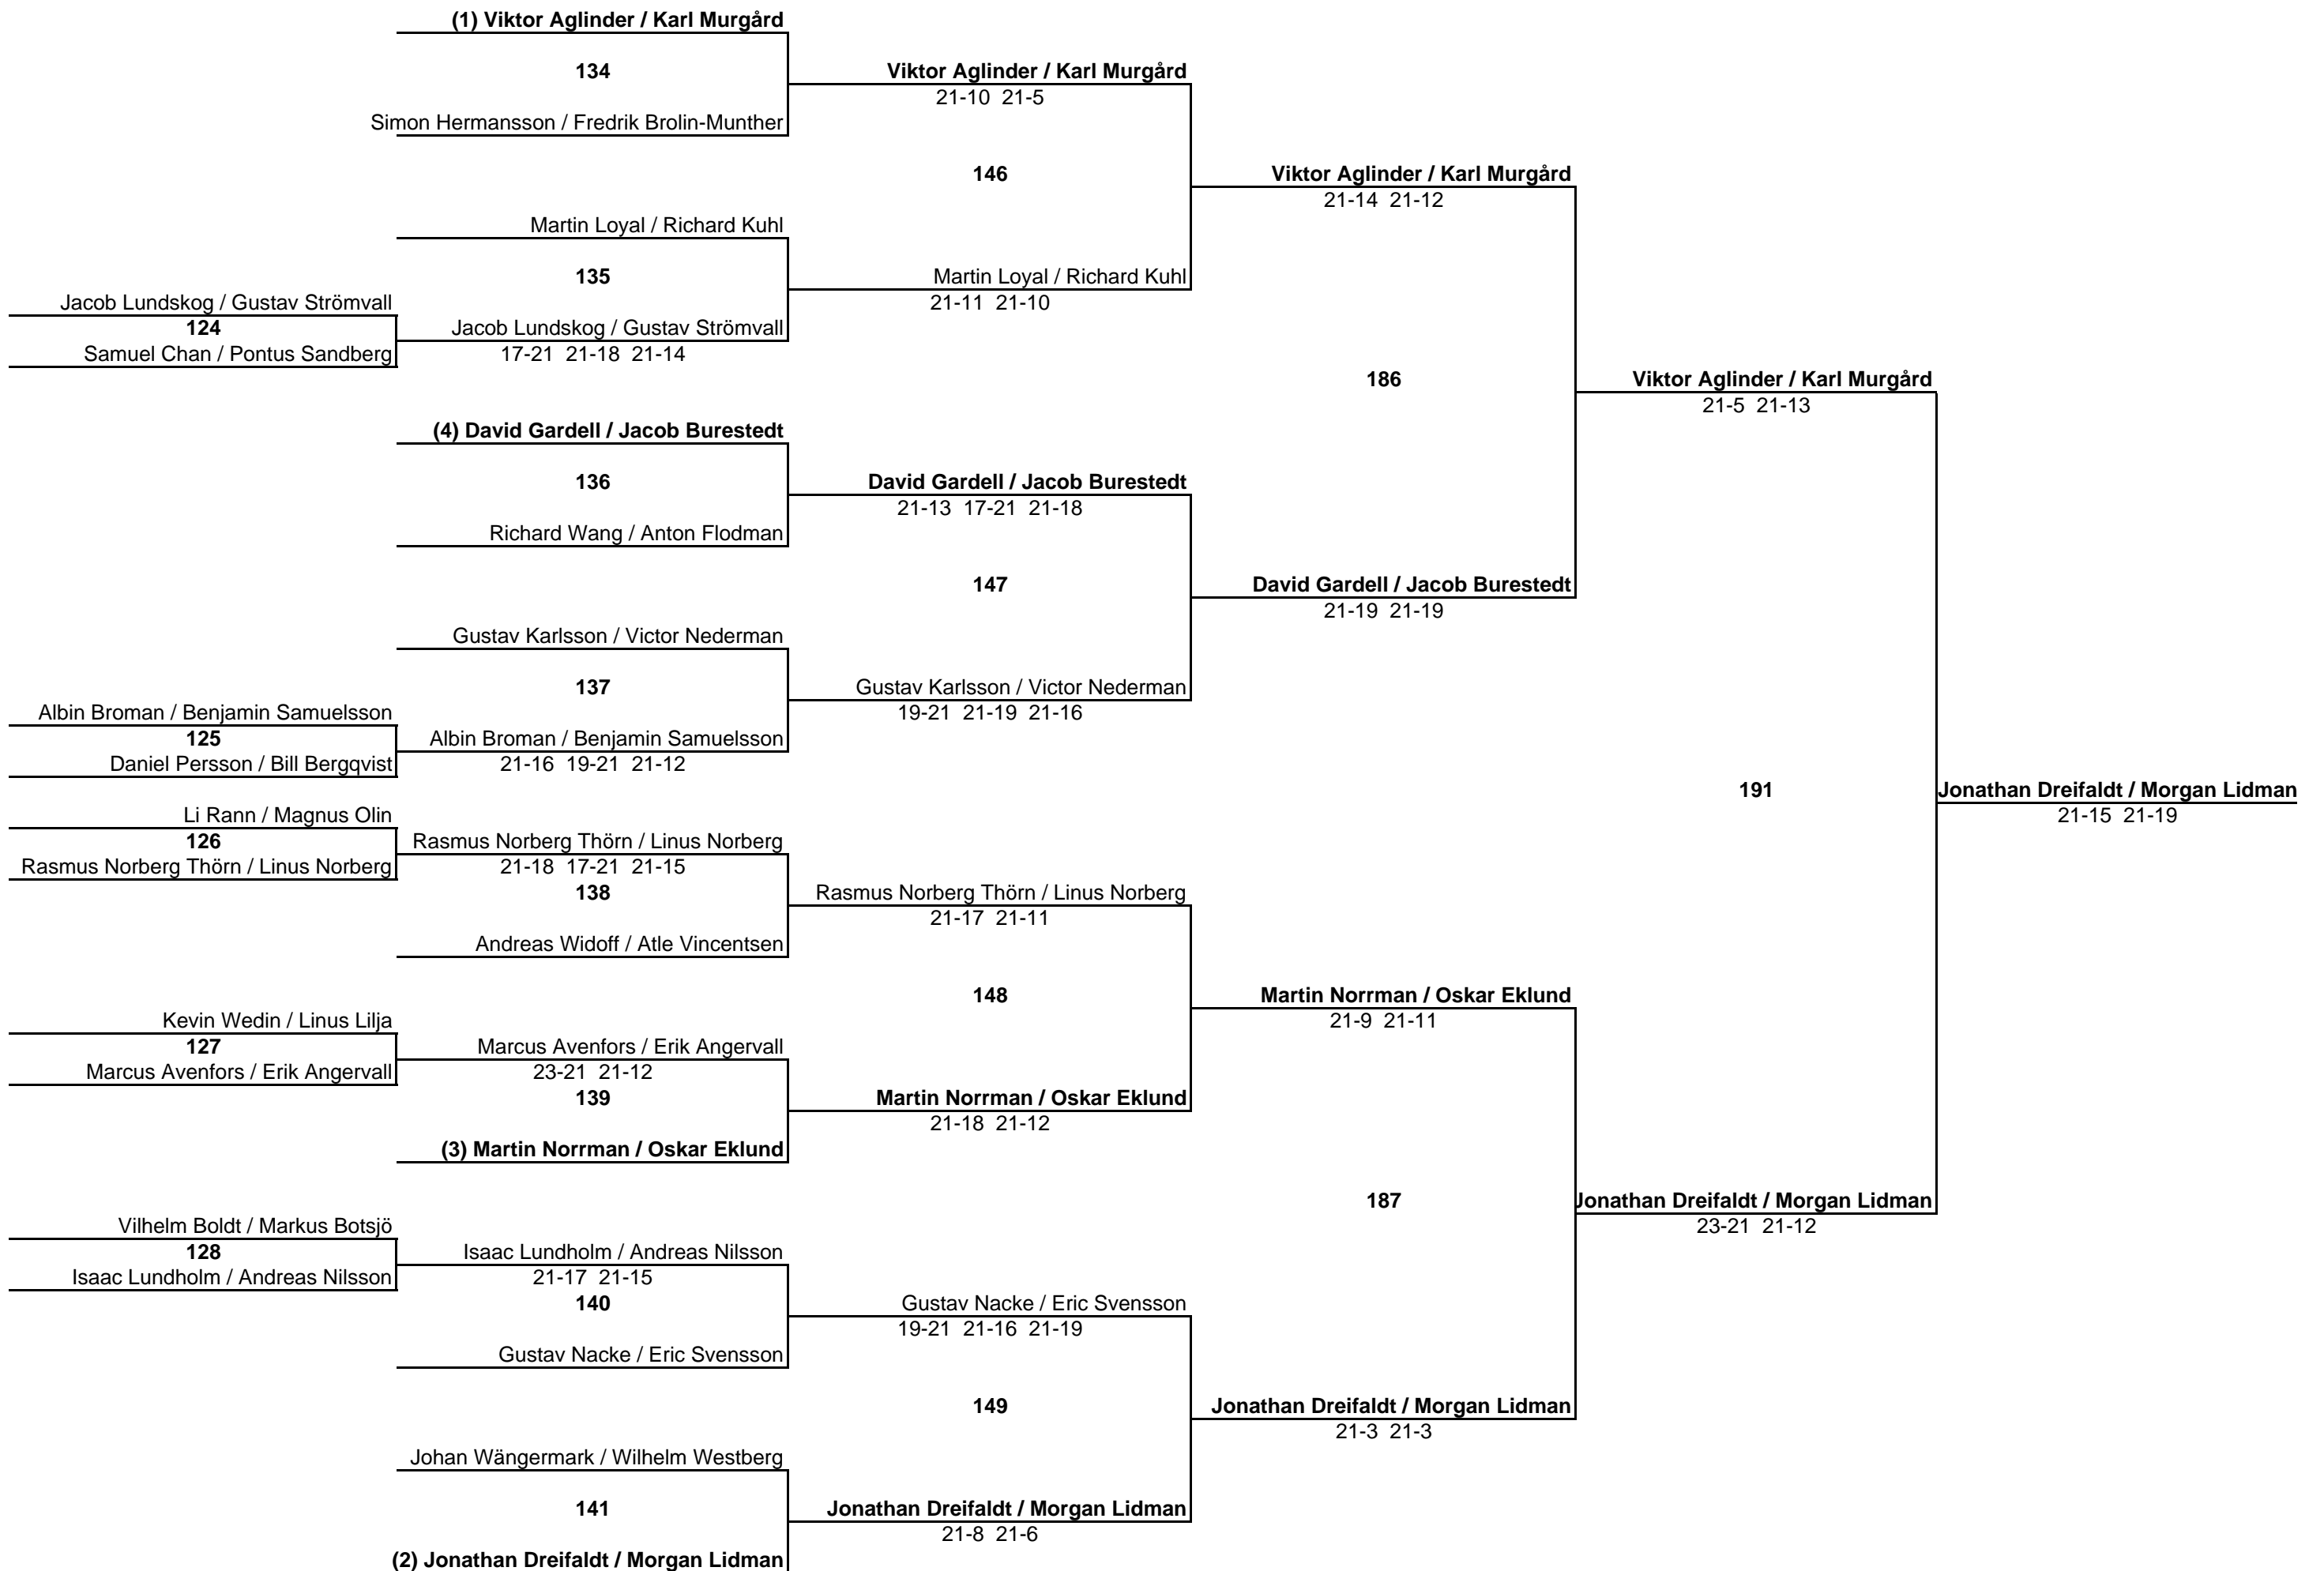 (1) Viktor Aglinder / Karl Murgård
134
Viktor Aglinder / Karl Murgård
21-10 21-5
Simon Hermansson / Fredrik Brolin-Munther
146
Viktor Aglinder / Karl Murgård
21-14 21-12
Martin Loyal / Richard Kuhl
135
Martin Loyal / Richard Kuhl
21-11 21-10
Jacob Lundskog / Gustav Strömvall
124
Samuel Chan / Pontus Sandberg
Jacob Lundskog / Gustav Strömvall
17-21 21-18 21-14
186
Viktor Aglinder / Karl Murgård
21-5 21-13
(4) David Gardell / Jacob Burestedt
136
David Gardell / Jacob Burestedt
21-13 17-21 21-18
Richard Wang / Anton Flodman
147
David Gardell / Jacob Burestedt
21-19 21-19
Gustav Karlsson / Victor Nederman
137
Gustav Karlsson / Victor Nederman
19-21 21-19 21-16
Albin Broman / Benjamin Samuelsson
125
Daniel Persson / Bill Bergqvist
Albin Broman / Benjamin Samuelsson
21-16 19-21 21-12
191
Jonathan Dreifaldt / Morgan Lidman
21-15 21-19
Li Rann / Magnus Olin
126
Rasmus Norberg Thörn / Linus Norberg
Rasmus Norberg Thörn / Linus Norberg
21-18 17-21 21-15
138
Rasmus Norberg Thörn / Linus Norberg
21-17 21-11
Andreas Widoff / Atle Vincentsen
148
Martin Norrman / Oskar Eklund
21-9 21-11
Kevin Wedin / Linus Lilja
127
Marcus Avenfors / Erik Angervall
Marcus Avenfors / Erik Angervall
23-21 21-12
139
Martin Norrman / Oskar Eklund
21-18 21-12
(3) Martin Norrman / Oskar Eklund
187
Jonathan Dreifaldt / Morgan Lidman
23-21 21-12
Vilhelm Boldt / Markus Botsjö
128
Isaac Lundholm / Andreas Nilsson
Isaac Lundholm / Andreas Nilsson
21-17 21-15
140
Gustav Nacke / Eric Svensson
19-21 21-16 21-19
Gustav Nacke / Eric Svensson
149
Jonathan Dreifaldt / Morgan Lidman
21-3 21-3
Johan Wängermark / Wilhelm Westberg
141
Jonathan Dreifaldt / Morgan Lidman
21-8 21-6
(2) Jonathan Dreifaldt / Morgan Lidman